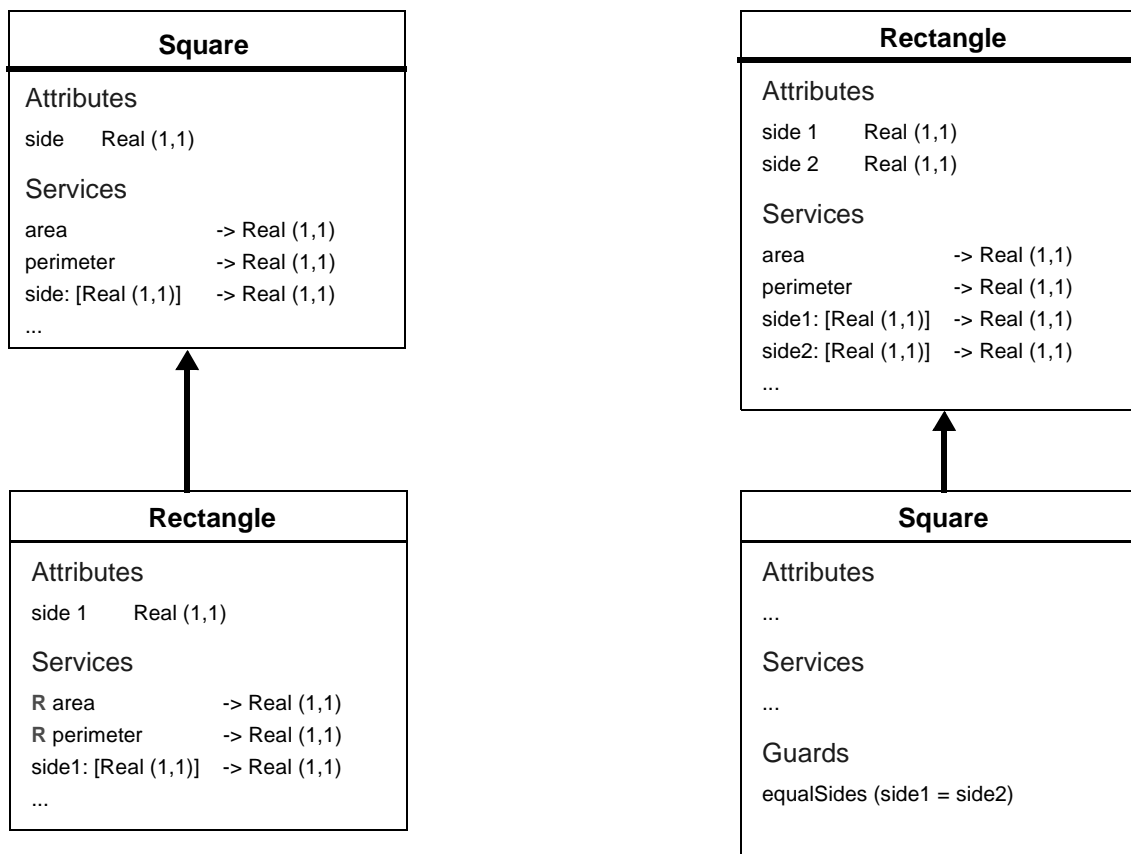 Square
Attributes
side Real (1,1)
Services
area -> Real (1,1)
perimeter -> Real (1,1)
side: [Real (1,1)] -> Real (1,1)
...
Rectangle
Attributes
side 1 Real (1,1)
Services
R area -> Real (1,1)
R perimeter -> Real (1,1)
side1: [Real (1,1)] -> Real (1,1)
...
Rectangle
Attributes
side 1 Real (1,1)
side 2 Real (1,1)
Services
area -> Real (1,1)
perimeter -> Real (1,1)
side1: [Real (1,1)] -> Real (1,1)
side2: [Real (1,1)] -> Real (1,1)
...
Square
Attributes
...
Services
...
Guards
equalSides (side1 = side2)